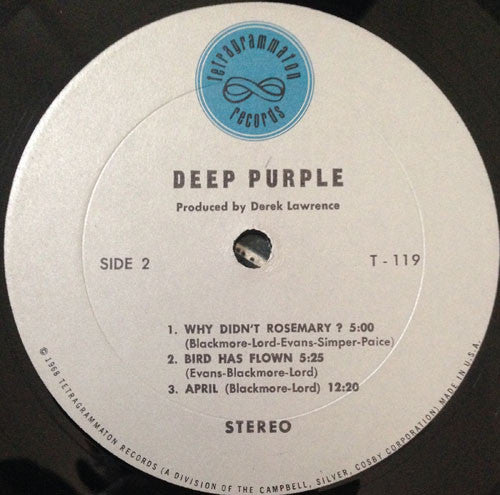 tetragrammaton
records
DEEP PURPLE
Produced by Derek Lawrence
SIDE 2
T - 119
1. WHY DIDN'T ROSEMARY ? 5:00
(Blackmore-Lord-Evans-Simper-Paice)
2. BIRD HAS FLOWN 5:25
(Evans-Blackmore-Lord)
3. APRIL (Blackmore-Lord) 12:20
STEREO
© 1968 TETRAGRAMMATON RECORDS (A DIVISION OF THE CAMPBELL, SILVER, COSBY CORPORATION) MADE IN U.S.A.